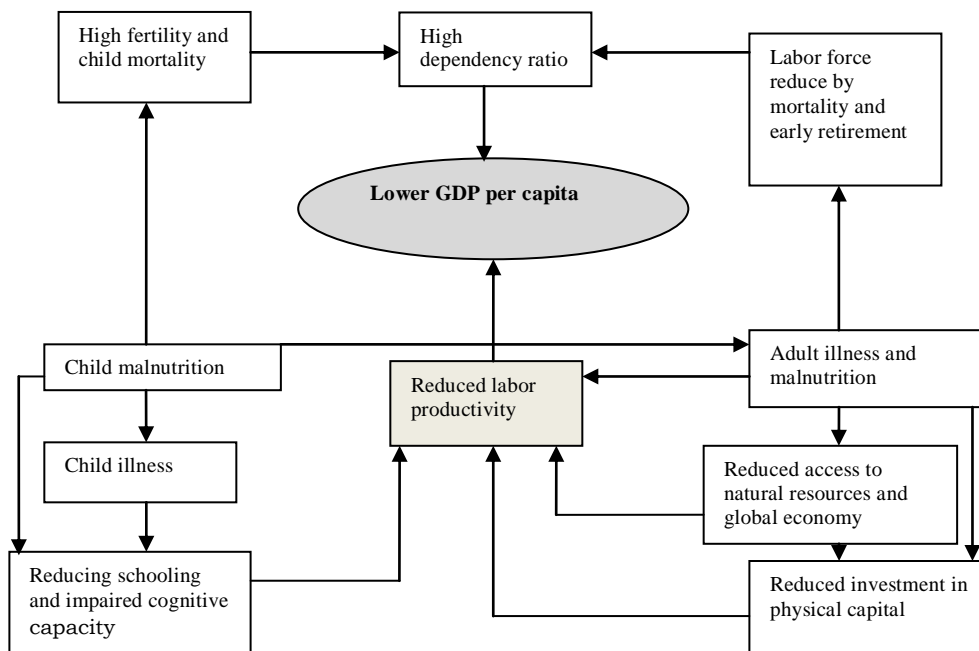 High fertility and
child mortality
High
dependency ratio
Labor force
reduce by
mortality and
early retirement
Lower GDP per capita
Child malnutrition
Reduced labor
productivity
Adult illness and
malnutrition
Child illness
Reduced access to
natural resources and
global economy
Reducing schooling
and impaired cognitive
capacity
Reduced investment in
physical capital